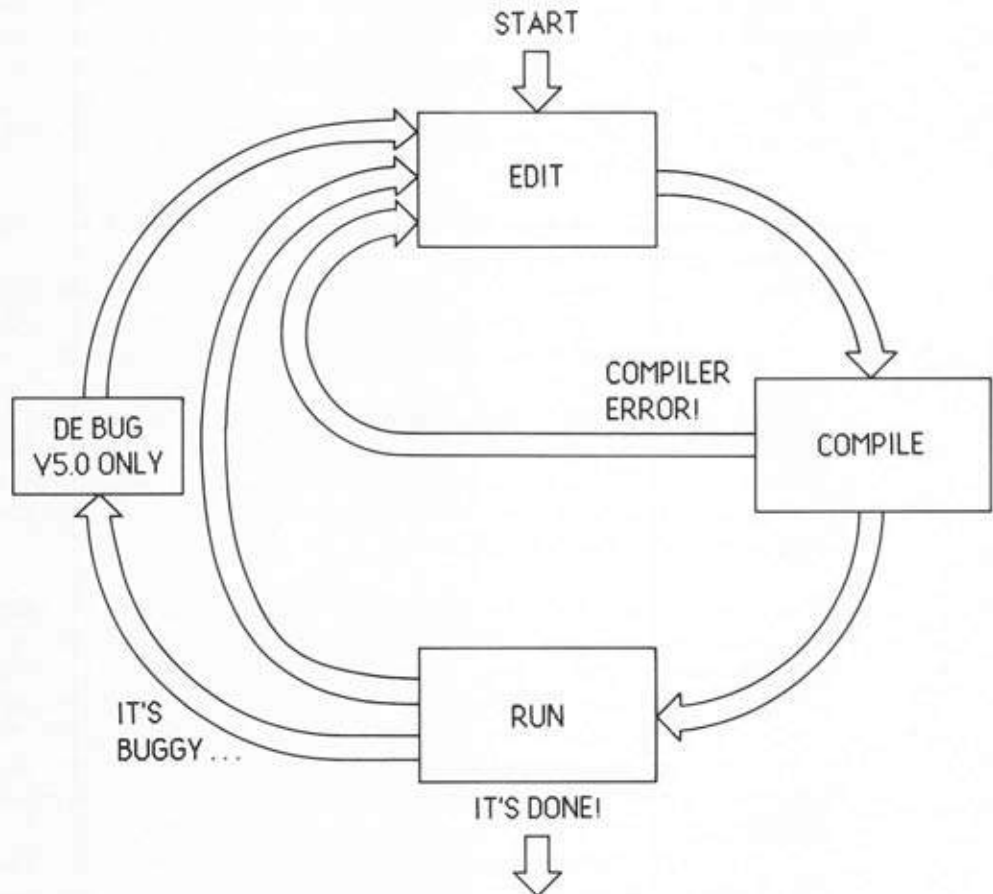 START
EDIT
COMPILER
ERROR!
COMPILE
DE BUG
V5.0 ONLY
RUN
IT'S
BUGGY...
IT'S DONE!